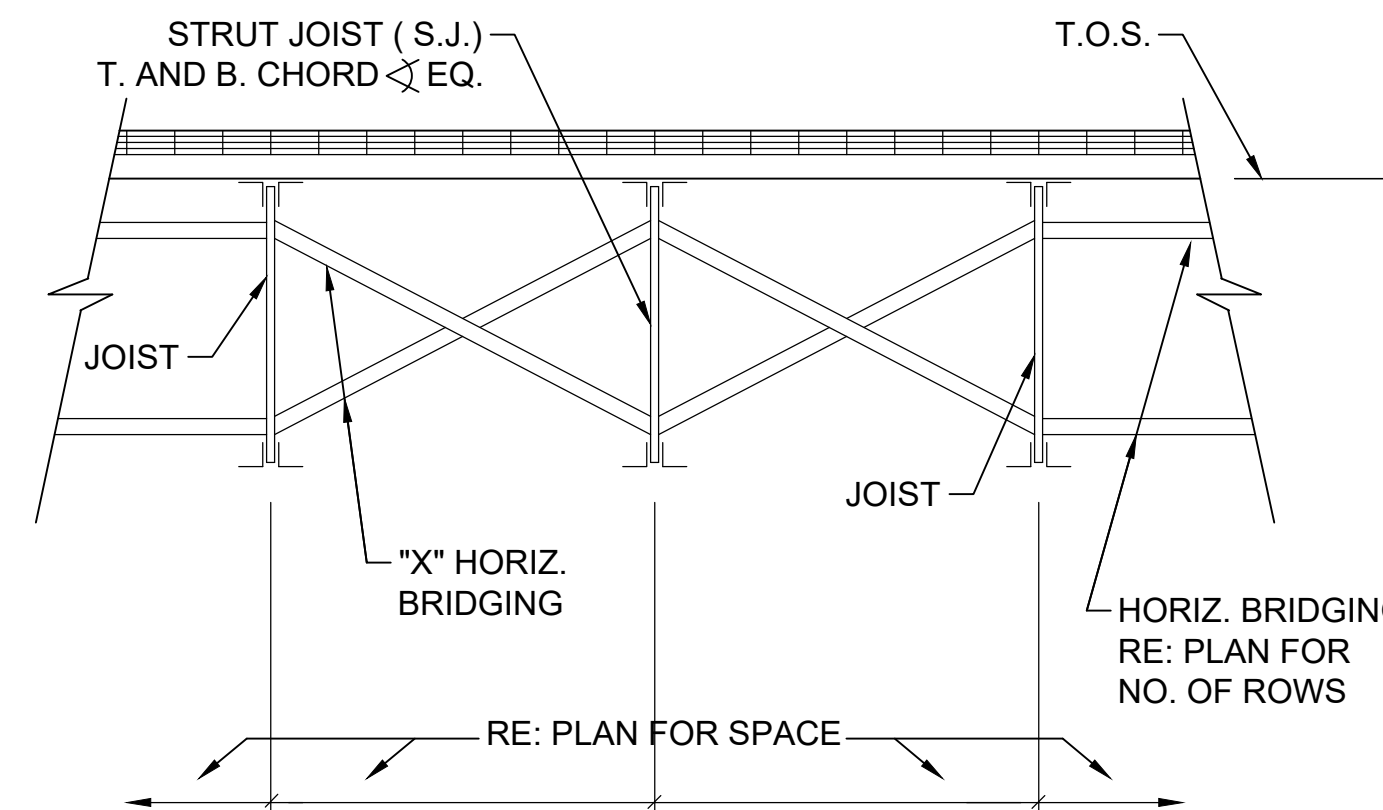 STRUT JOIST ( S.J.)
T. AND B. CHORD ∢ EQ.
T.O.S.
JOIST
JOIST
"X" HORIZ.
BRIDGING
HORIZ. BRIDGING
RE: PLAN FOR
NO. OF ROWS
RE: PLAN FOR SPACE